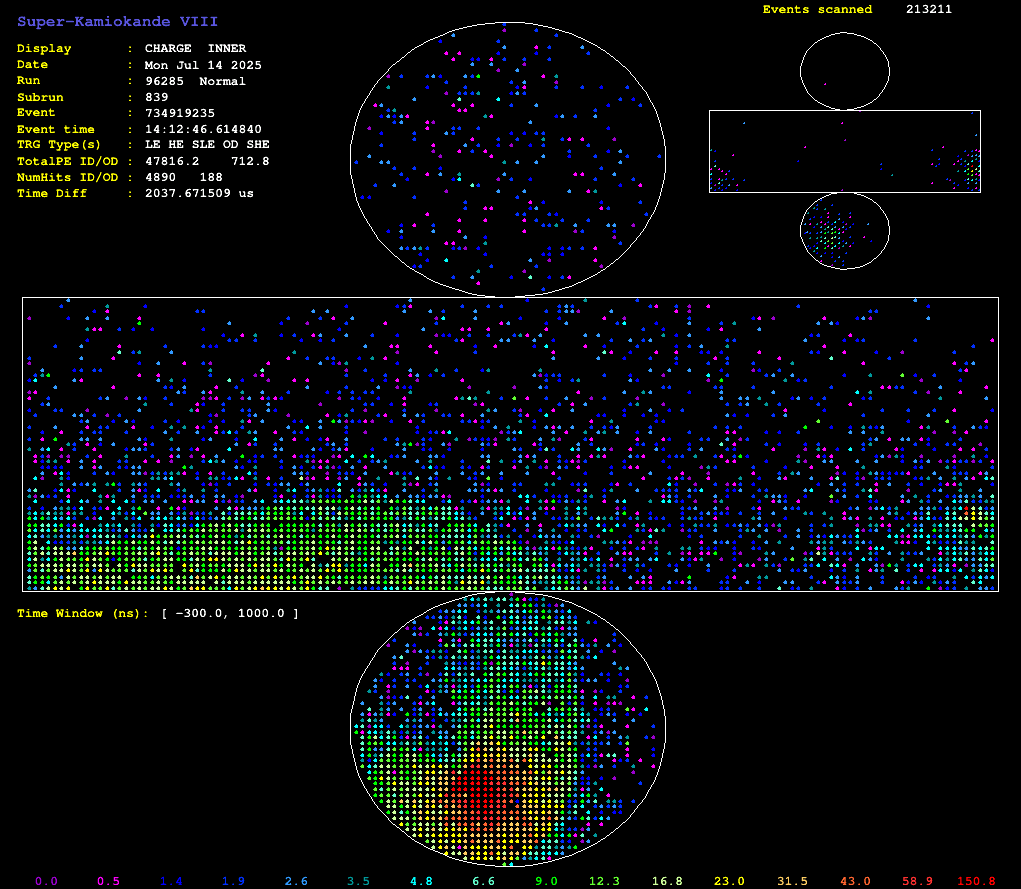 Super-Kamiokande VIII
Events scanned 213211
Display : CHARGE INNER
Date : Mon Jul 14 2025
Run : 96285 Normal
Subrun : 839
Event : 734919235
Event time : 14:12:46.614840
TRG Type(s) : LE HE SLE OD SHE
TotalPE ID/OD : 47816.2 712.8
NumHits ID/OD : 4890 188
Time Diff : 2037.671509 us
Time Window (ns): [ -300.0, 1000.0 ]
0.0 0.5 1.4 1.9 2.6 3.5 4.8 6.6 9.0 12.3 16.8 23.0 31.5 43.0 58.9 150.8